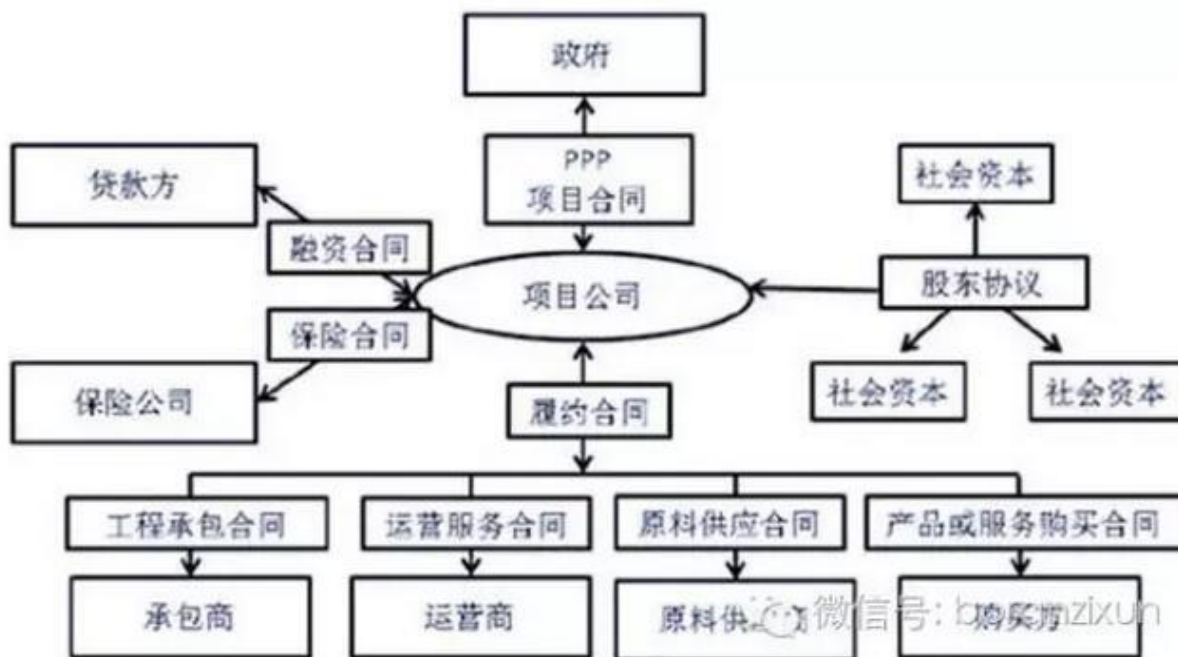 政府
PPP
项目合同
贷款方
社会资本
融资合同
项目公司
股东协议
保险合同
保险公司
履约合同
社会资本
社会资本
工程承包合同
运营服务合同
原料供应合同
产品或服务购买合同
承包商
运营商
原料供
购买方
微信号: